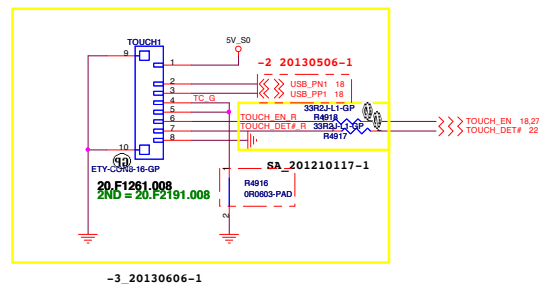 TOUCH1
5V_S0
-2 20130506-1
9
1
2
USB_PN1 18
3
USB_PP1 18
4
TC_G
33R2J-L1-GP
5
6
TOUCH_EN_R
R4918
TOUCH_EN 18,27
7
TOUCH_DET#_R
33R2J-L1-GP
TOUCH_DET# 22
8
R4917
10
ETY-CON8-16-GP
SA_201210117-1
20.F1261.008
2ND = 20.F2191.008
1
R4916
0R0603-PAD
2
-3_20130606-1